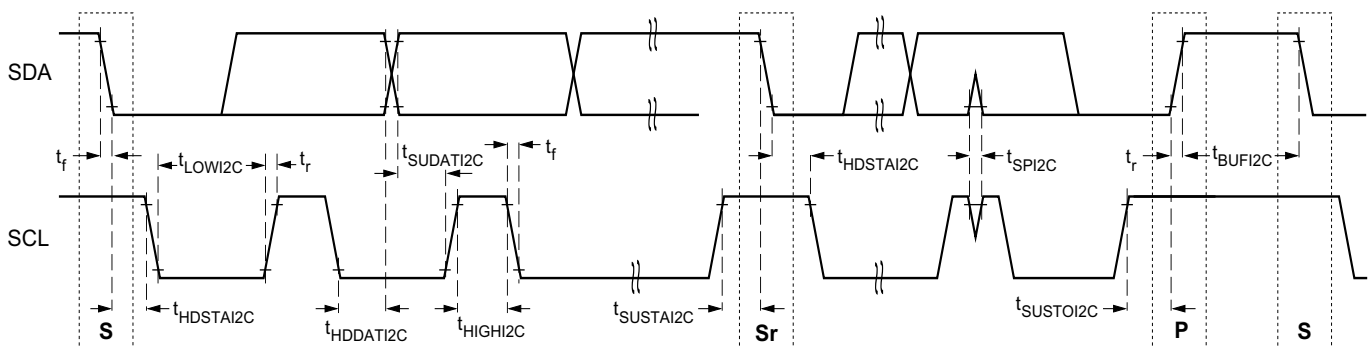 SDA
t_f
t_LOWI2C
t_r
t_SUDATI2C
t_f
t_HDSTAI2C
t_SPI2C
t_r
t_BUFI2C
SCL
t_HDSTAI2C
t_HDDATI2C
t_HIGHI2C
t_SUSTAI2C
t_SUSTOI2C
S
Sr
P
S